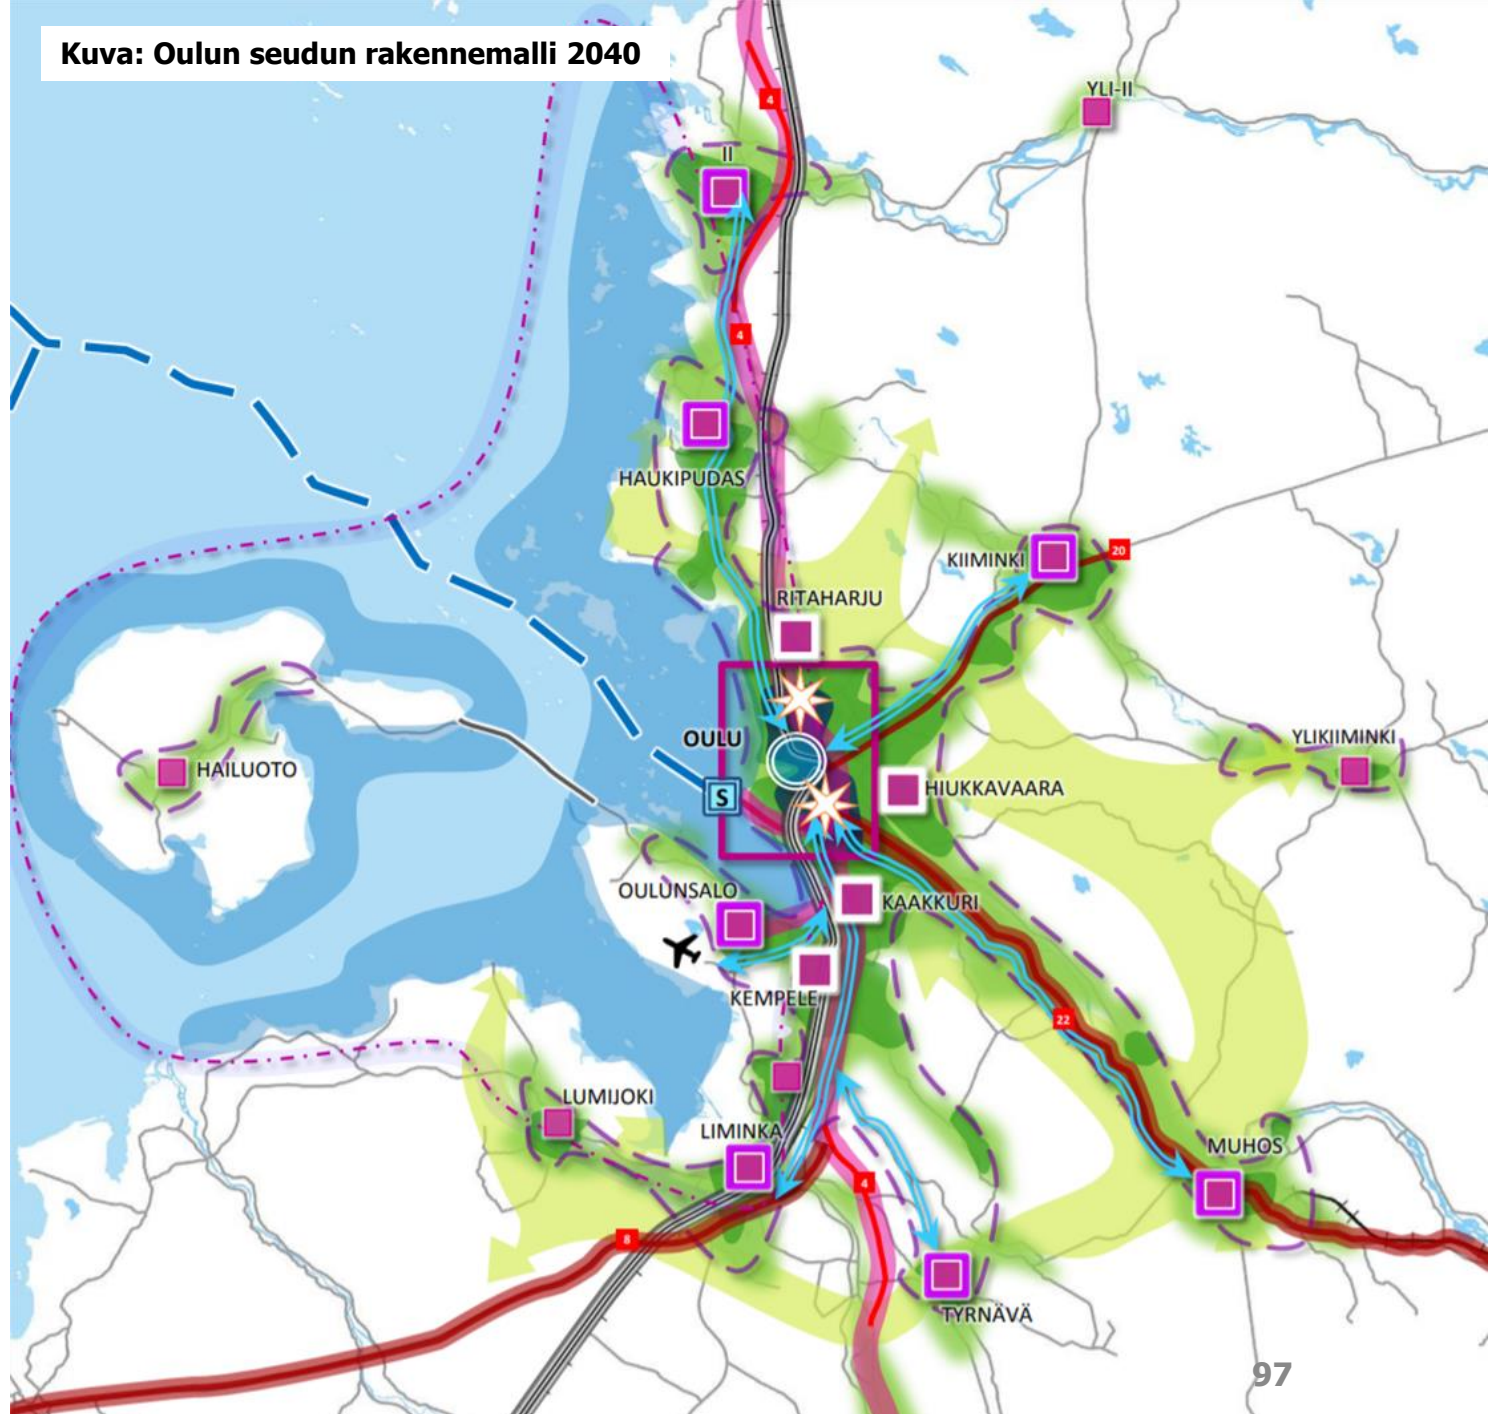 Kuva: Oulun seudun rakennemalli 2040
YLI-II
4
II
4
HAUKIPUDAS
20
KIIMINKI
RITAHARJU
OULU
YLIKIIMINKI
HAILUOTO
S
HIUKKAVAARA
OULUNSALO
KAAKKURI
KEMPELE
22
LUMIJOKI
LIMINKA
MUHOS
4
8
TYRNÄVÄ
97